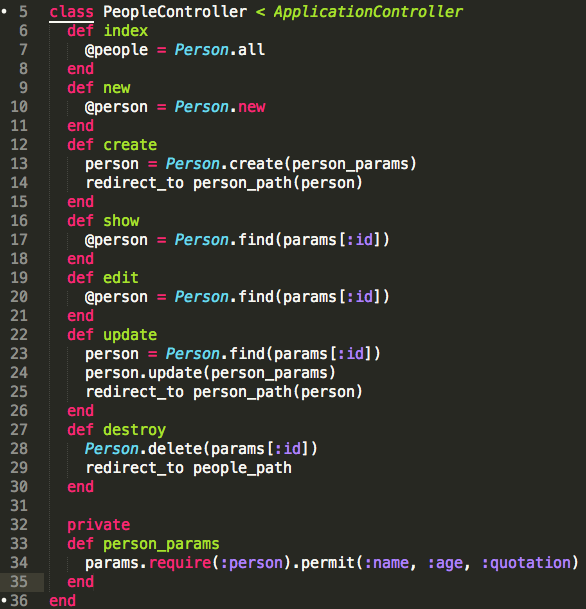 5 class PeopleController < ApplicationController
6 def index
7 @people = Person.all
8 end
9 def new
10 @person = Person.new
11 end
12 def create
13 person = Person.create(person_params)
14 redirect_to person_path(person)
15 end
16 def show
17 @person = Person.find(params[:id])
18 end
19 def edit
20 @person = Person.find(params[:id])
21 end
22 def update
23 person = Person.find(params[:id])
24 person.update(person_params)
25 redirect_to person_path(person)
26 end
27 def destroy
28 Person.delete(params[:id])
29 redirect_to people_path
30 end
31
32 private
33 def person_params
34 params.require(:person).permit(:name, :age, :quotation)
35 end
36 end